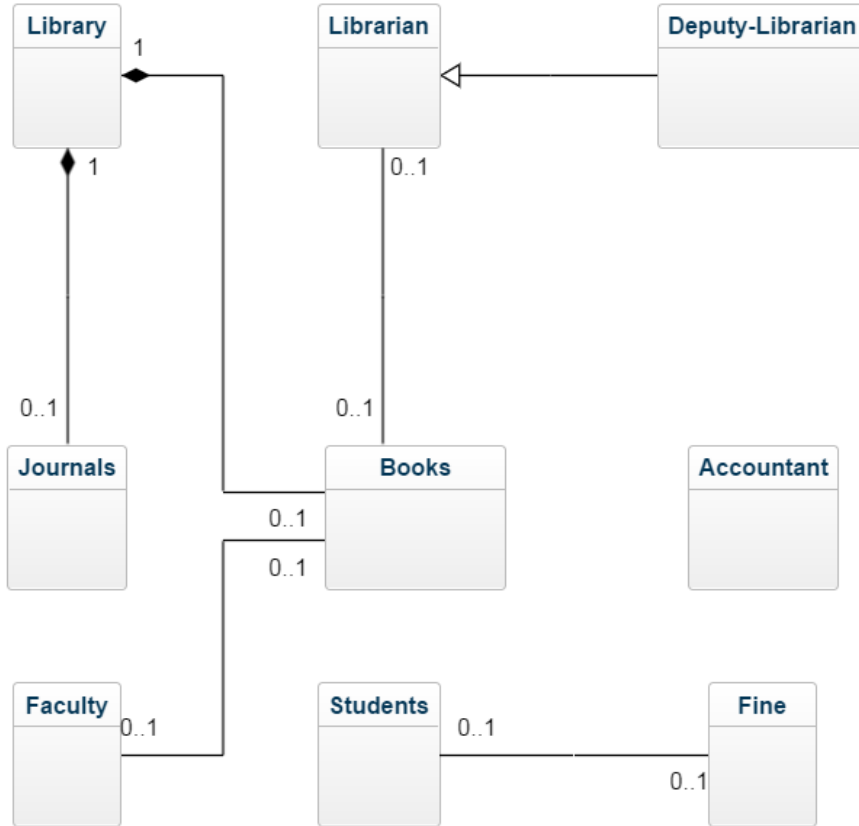 Library
Librarian
Deputy-Librarian
1
1
0..1
0..1
0..1
Journals
Books
Accountant
0..1
0..1
Faculty
0..1
Students
0..1
Fine
0..1